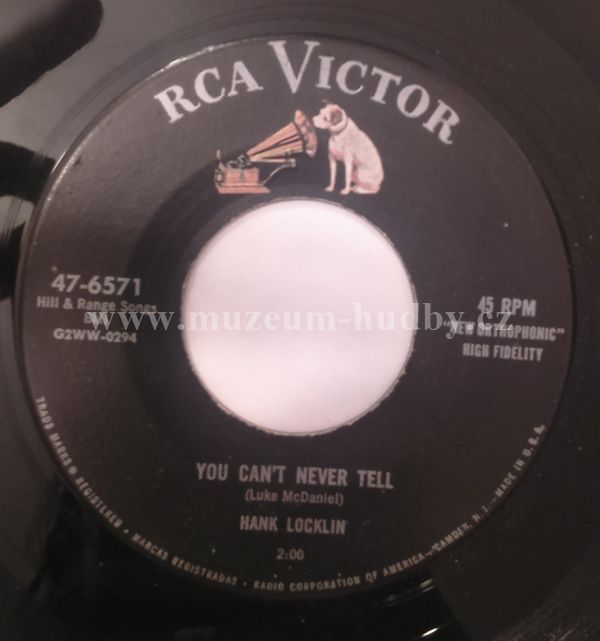 RCA VICTOR
47-6571
Hill & Range Songs
G2WW-0294
45 RPM
"NEW ORTHOPHONIC"
HIGH FIDELITY
www.muzeum-hudby.cz
YOU CAN'T NEVER TELL
(Luke McDaniel)
HANK LOCKLIN
2:00
TRADE MARKS ® REGISTERED • MARCAS REGISTRADAS • RADIO CORPORATION OF AMERICA—CAMDEN, N. J.—MADE IN U.S.A.